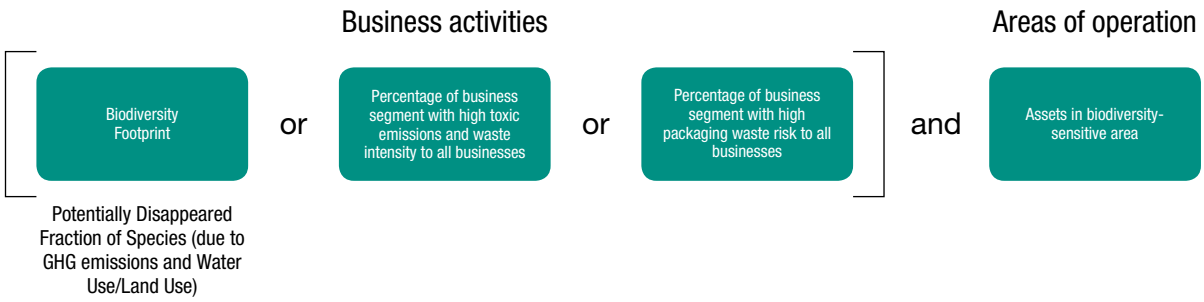 Business activities
Areas of operation
Biodiversity
Footprint
or
Percentage of business
segment with high toxic
emissions and waste
intensity to all businesses
or
Percentage of business
segment with high
packaging waste risk to all
businesses
and
Assets in biodiversity-
sensitive area
Potentially Disappeared
Fraction of Species (due to
GHG emissions and Water
Use/Land Use)